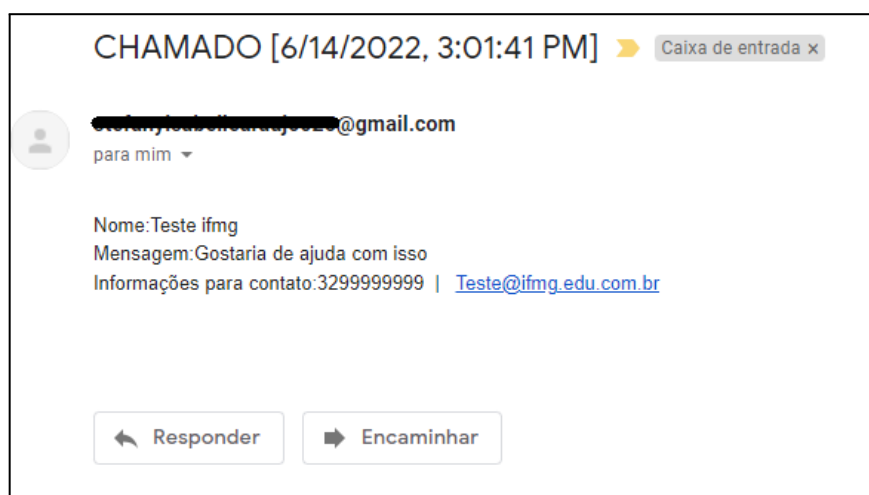 CHAMADO [6/14/2022, 3:01:41 PM] Caixa de entrada x
@gmail.com
para mim
Nome:Teste ifmg
Mensagem:Gostaria de ajuda com isso
Informações para contato:3299999999 | Teste@ifmg.edu.com.br
Responder Encaminhar